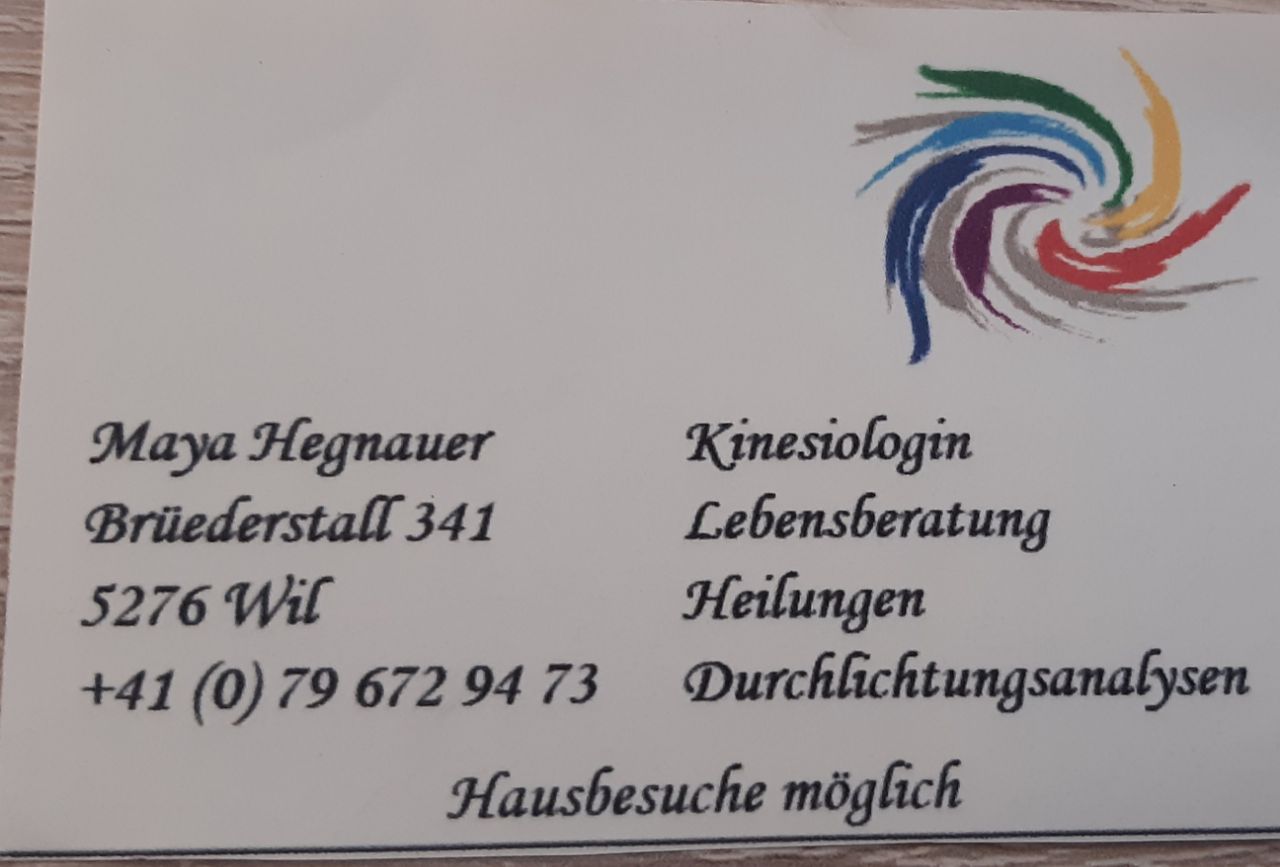 Maya Hegnauer
Brüederstall 341
5276 Wil
+41 (0) 79 672 94 73
Kinesiologin
Lebensberatung
Heilungen
Durchlichtungsanalysen
Hausbesuche möglich